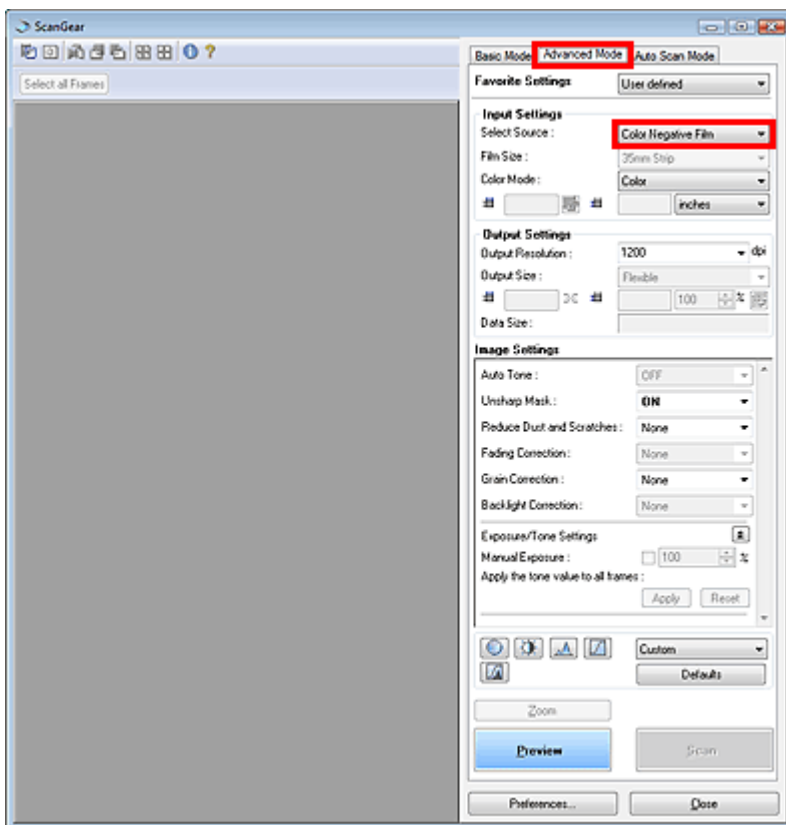 ScanGear
Basic Mode Advanced Mode Auto Scan Mode
Select all Frames
Favorite Settings User defined
Input Settings
Select Source : Color Negative Film
Film Size : 35mm Strip
Color Mode : Color
inches
Output Settings
Output Resolution : 1200 dpi
Output Size : Flexible
100 %
Data Size :
Image Settings
Auto Tone : OFF
Unsharp Mask : ON
Reduce Dust and Scratches : None
Fading Correction : None
Grain Correction : None
Backlight Correction : None
Exposure/Tone Settings
Manual Exposure : 100 %
Apply the tone value to all frames :
Apply Reset
Custom
Defaults
Zoom
Preview Scan
Preferences... Close